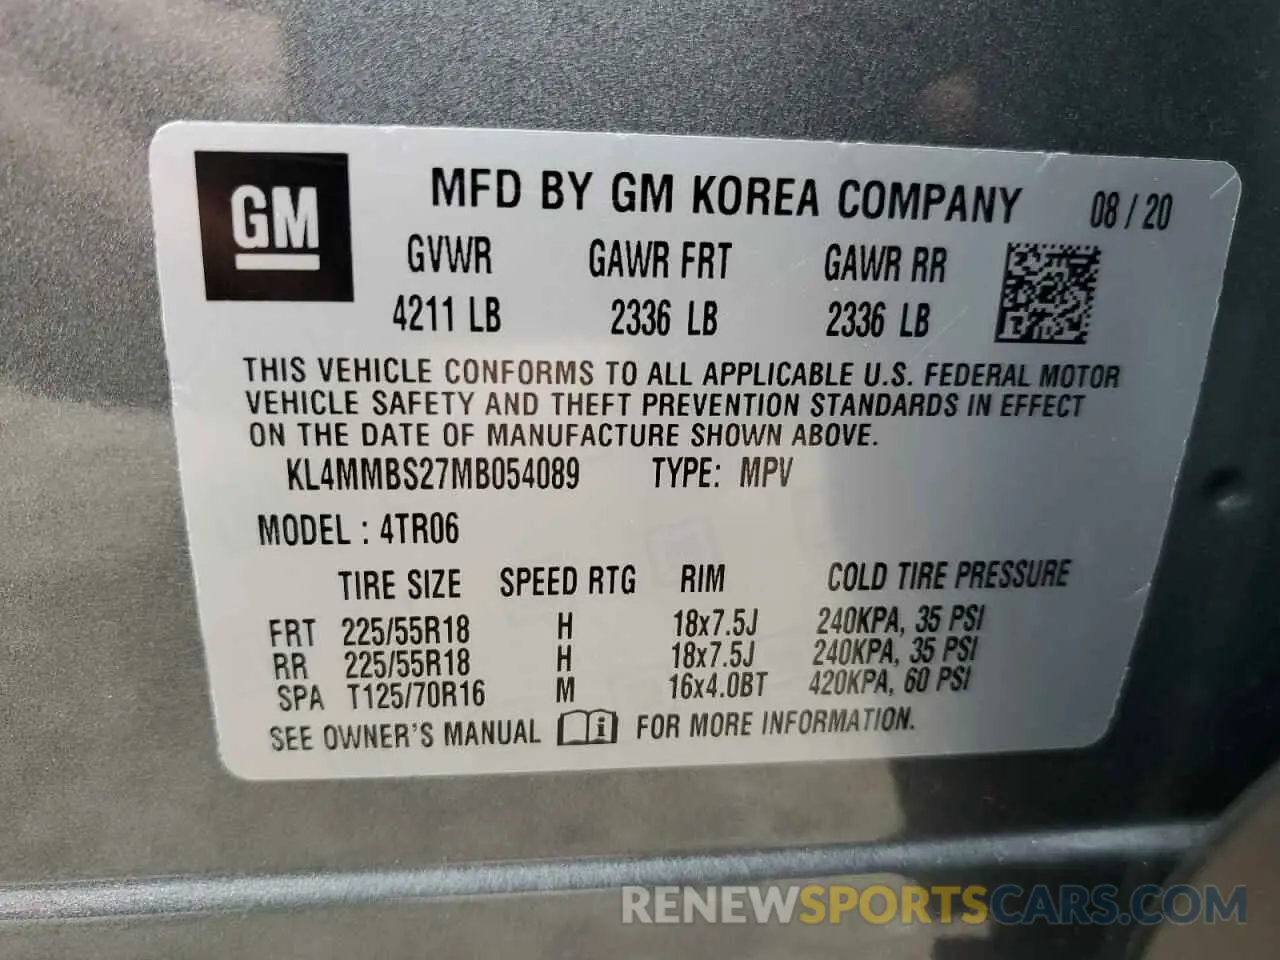 GM
MFD BY GM KOREA COMPANY 08 / 20
GVWR GAWR FRT GAWR RR
4211 LB 2336 LB 2336 LB
THIS VEHICLE CONFORMS TO ALL APPLICABLE U.S. FEDERAL MOTOR
VEHICLE SAFETY AND THEFT PREVENTION STANDARDS IN EFFECT
ON THE DATE OF MANUFACTURE SHOWN ABOVE.
KL4MMBS27MB054089 TYPE: MPV
MODEL : 4TR06
TIRE SIZE SPEED RTG RIM COLD TIRE PRESSURE
FRT 225/55R18 H 18x7.5J 240KPA, 35 PSI
RR 225/55R18 H 18x7.5J 240KPA, 35 PSI
SPA T125/70R16 M 16x4.0BT 420KPA, 60 PSI
SEE OWNER'S MANUAL i FOR MORE INFORMATION.
RENEWSPORTSCARS.COM